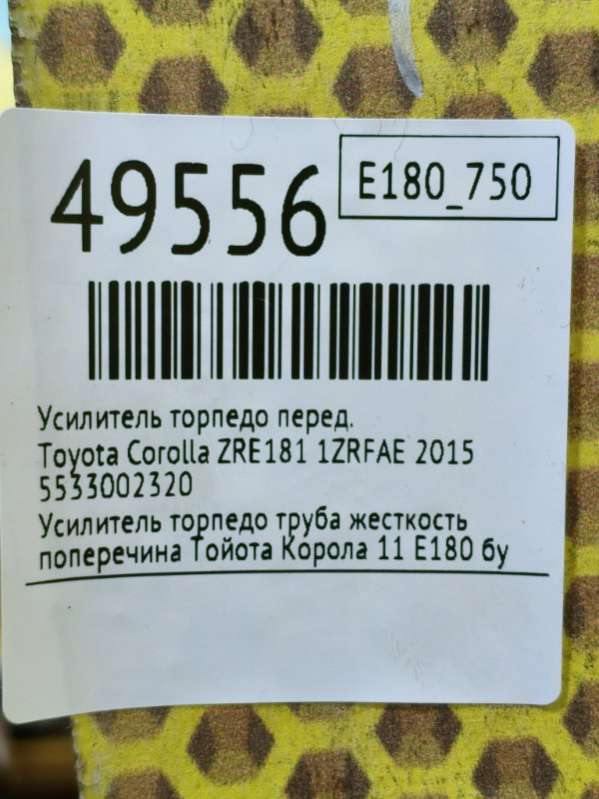 49556
E180_750
Усилитель торпедо перед.
Toyota Corolla ZRE181 1ZRFAE 2015
5533002320
Усилитель торпедо труба жесткость
поперечина Тойота Корола 11 Е180 бу